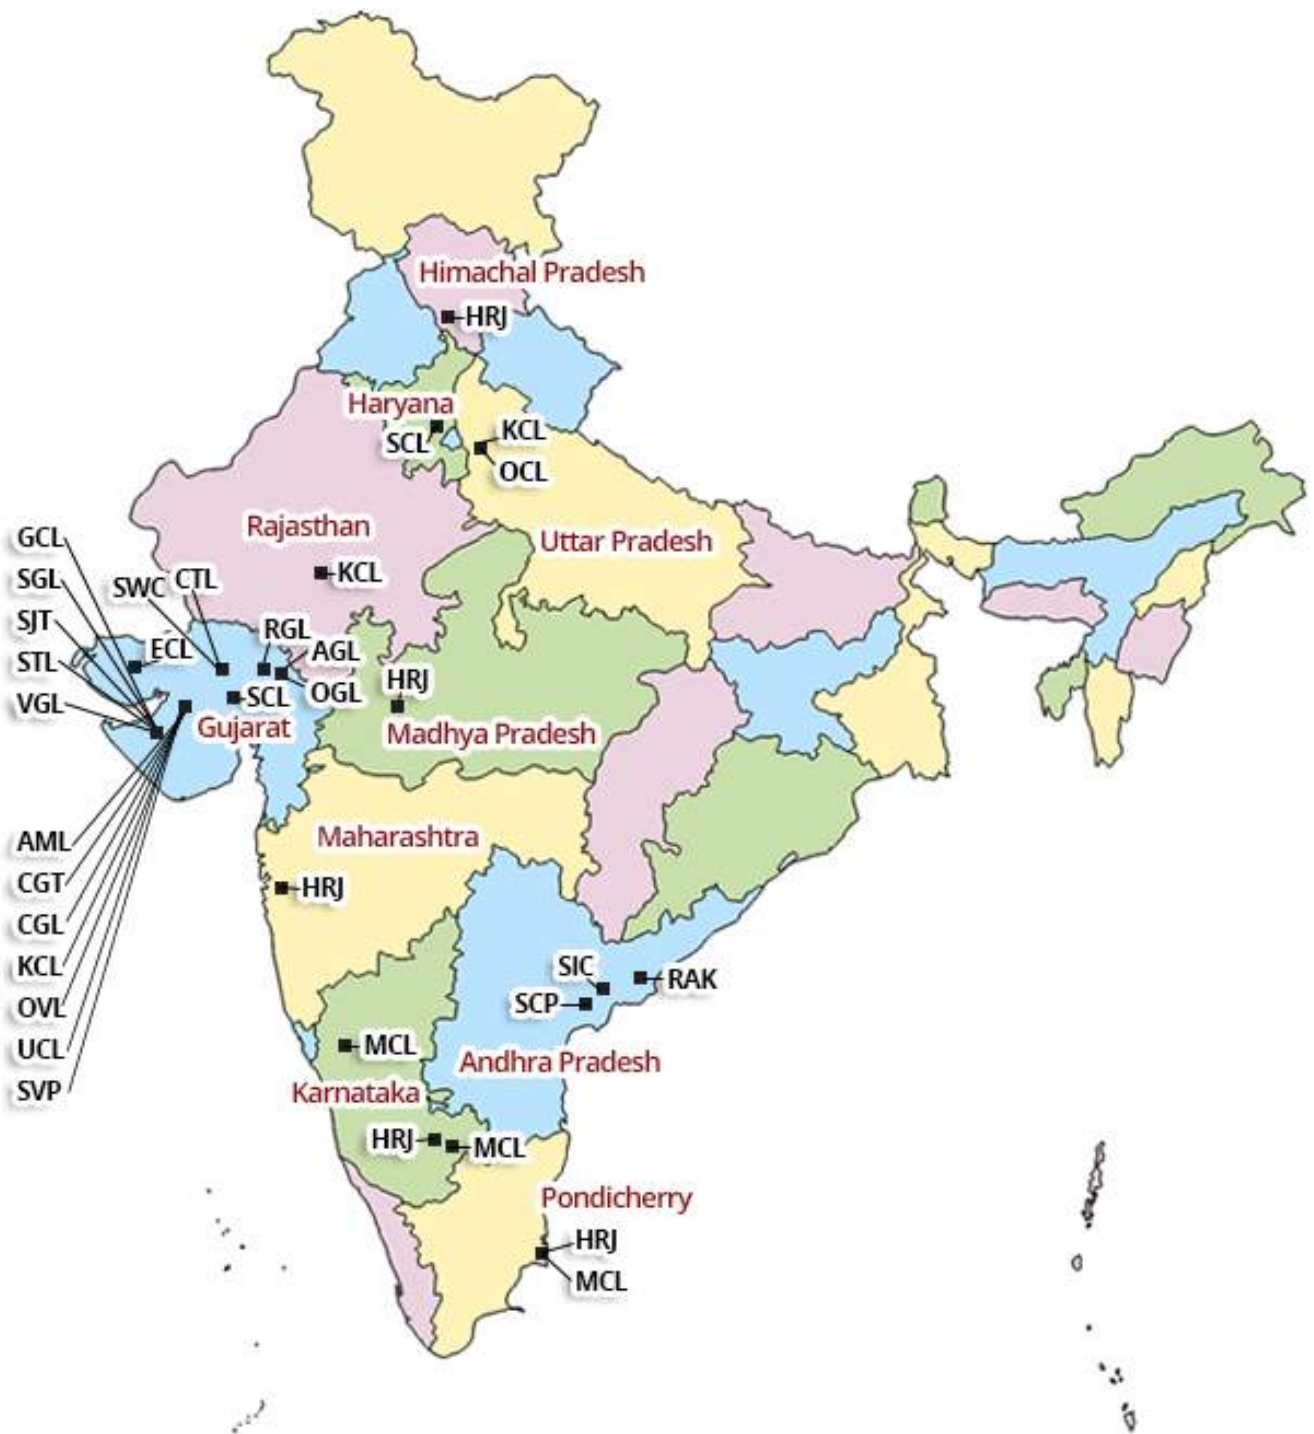 Himachal Pradesh
HRJ
Haryana
SCL
KCL
OCL
Rajasthan
Uttar Pradesh
KCL
GCL
SGL
SJT
STL
VGL
SWC
CTL
ECL
RGL
AGL
OGL
SCL
Gujarat
HRJ
Madhya Pradesh
AML
CGT
CGL
KCL
OVL
UCL
SVP
Maharashtra
HRJ
SIC
RAK
SCP
MCL
Andhra Pradesh
Karnataka
HRJ
MCL
Pondicherry
HRJ
MCL